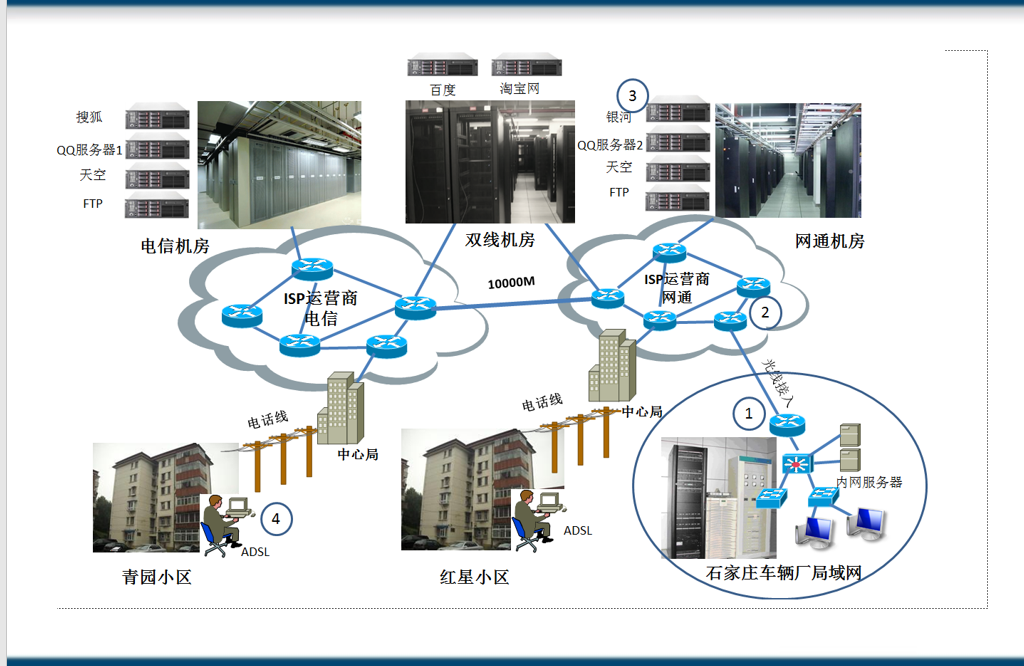 百度
淘宝网
搜狐
QQ服务器1
天空
FTP
3
银河
QQ服务器2
天空
FTP
电信机房
双线机房
网通机房
ISP运营商
电信
10000M
ISP运营商
网通
2
光线接入
电话线
中心局
电话线
中心局
1
内网服务器
4
ADSL
ADSL
青园小区
红星小区
石家庄车辆厂局域网